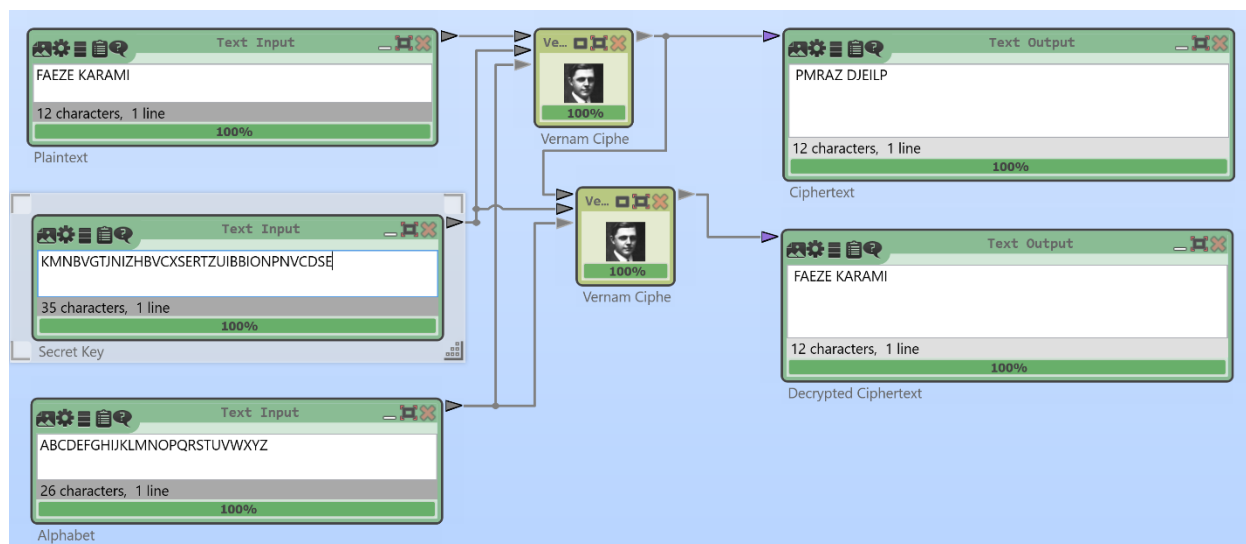 Text Input
FAEZE KARAMI
12 characters, 1 line
100%
Plaintext
Ve...
100%
Vernam Ciphe
Text Output
PMRAZ DJEILP
12 characters, 1 line
100%
Ciphertext
Text Input
KMNBVGTJNIZHBVCXSERTZUIBBIONPNVCDSE
35 characters, 1 line
100%
Secret Key
Ve...
100%
Vernam Ciphe
Text Output
FAEZE KARAMI
12 characters, 1 line
100%
Decrypted Ciphertext
Text Input
ABCDEFGHIJKLMNOPQRSTUVWXYZ
26 characters, 1 line
100%
Alphabet